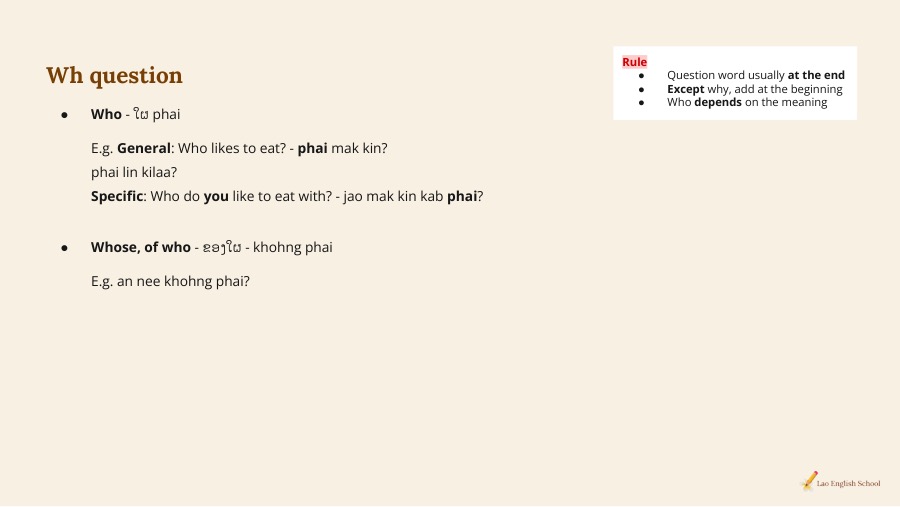 Wh question
● Who - ໃຜ phai
E.g. General: Who likes to eat? - phai mak kin?
phai lin kilaa?
Specific: Who do you like to eat with? - jao mak kin kab phai?
● Whose, of who - ຂອງໃຜ - khohng phai
E.g. an nee khohng phai?
Rule
● Question word usually at the end
● Except why, add at the beginning
● Who depends on the meaning
Lao English School